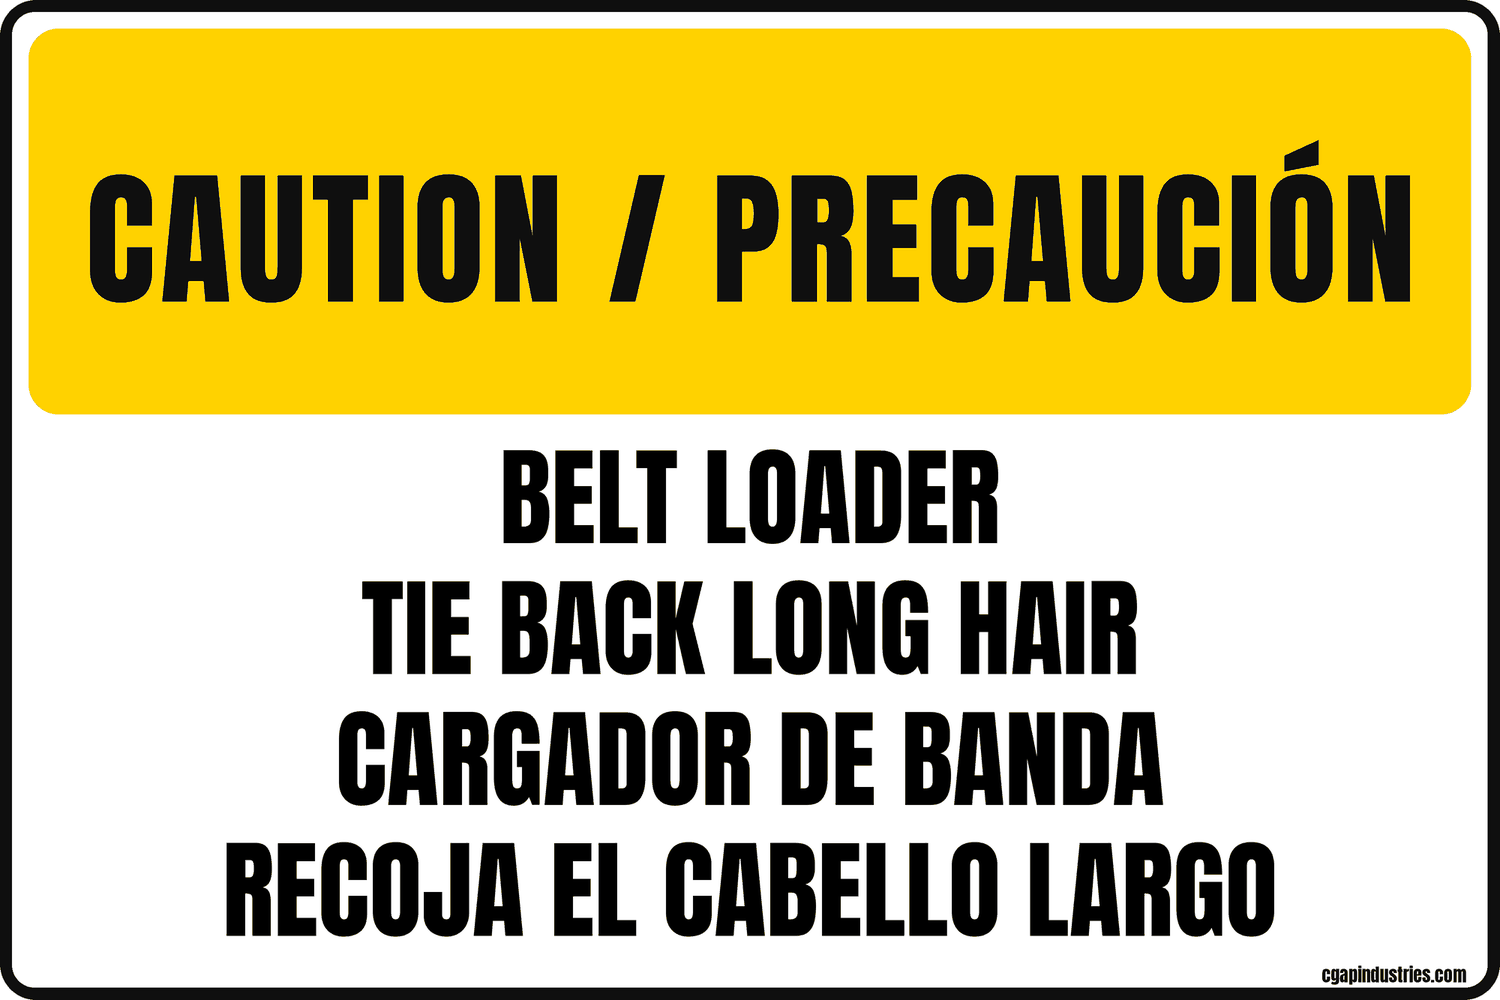 CAUTION / PRECAUCIÓN
BELT LOADER
TIE BACK LONG HAIR
CARGADOR DE BANDA
RECOJA EL CABELLO LARGO
cgapindustries.com